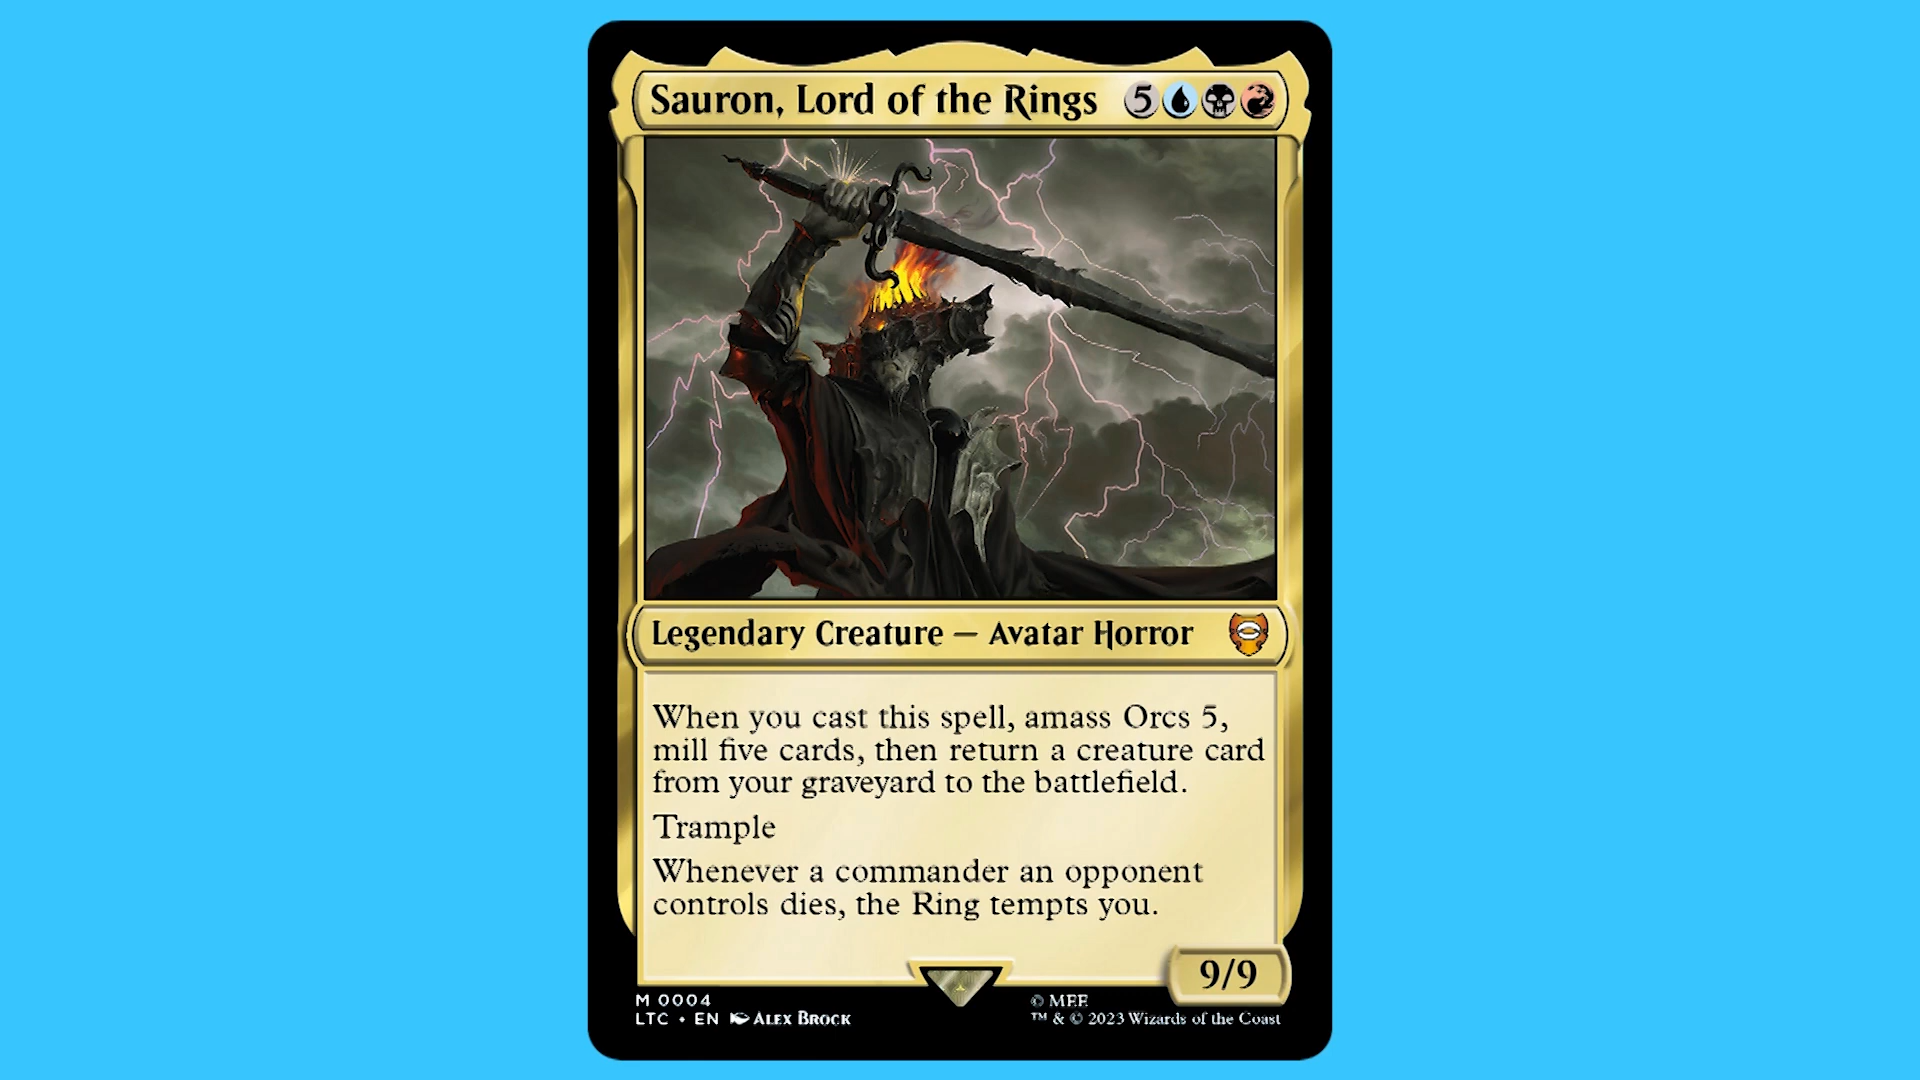 Sauron, Lord of the Rings 5
Legendary Creature — Avatar Horror
When you cast this spell, amass Orcs 5,
mill five cards, then return a creature card
from your graveyard to the battlefield.
Trample
Whenever a commander an opponent
controls dies, the Ring tempts you.
9/9
M 0004
LTC • EN Alex Brock
© MEE
™ & © 2023 Wizards of the Coast